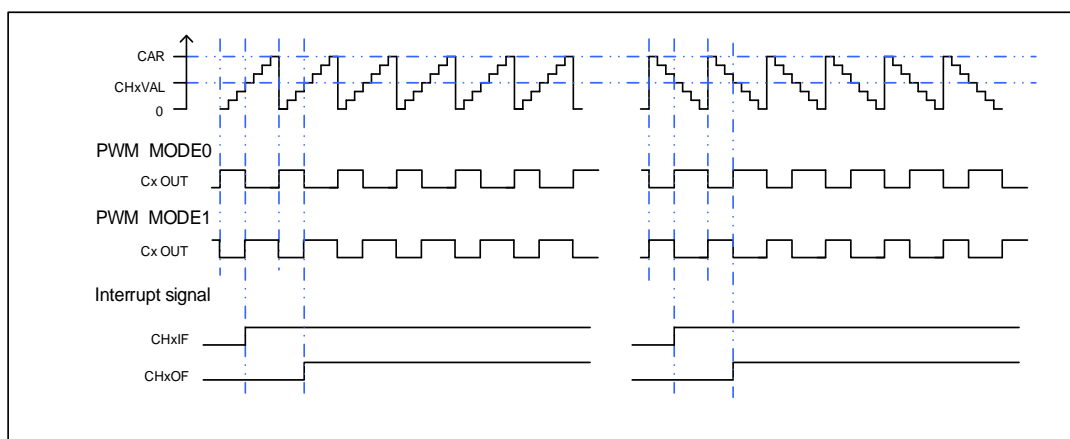 CAR
CHxVAL
0
PWM MODE0
Cx OUT
PWM MODE1
Cx OUT
Interrupt signal
CHxIF
CHxOF